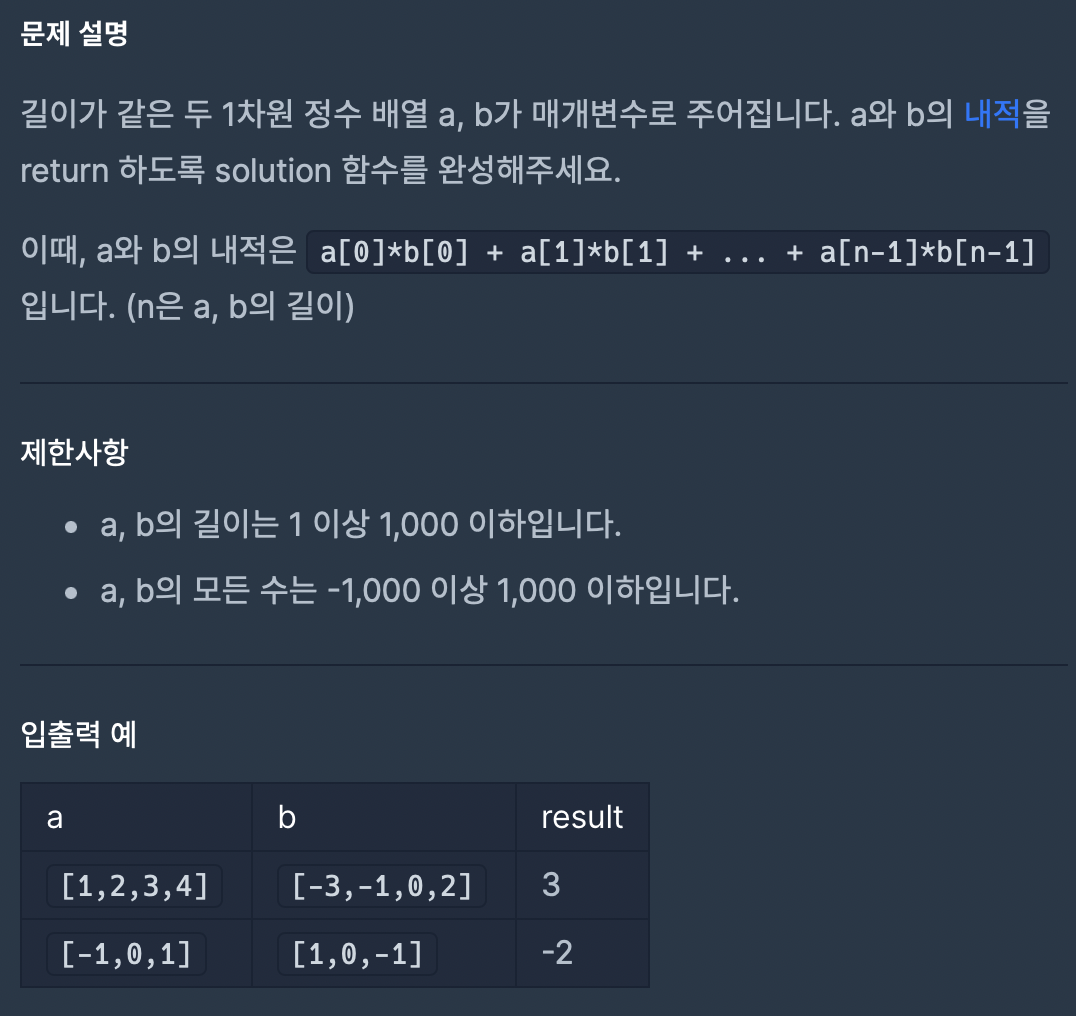 문제 설명
길이가 같은 두 1차원 정수 배열 a, b가 매개변수로 주어집니다. a와 b의 내적을
return 하도록 solution 함수를 완성해주세요.
이때, a와 b의 내적은 a[0]*b[0] + a[1]*b[1] + ... + a[n-1]*b[n-1]
입니다. (n은 a, b의 길이)
제한사항
• a, b의 길이는 1 이상 1,000 이하입니다.
• a, b의 모든 수는 -1,000 이상 1,000 이하입니다.
입출력 예
a b result
[1,2,3,4] [-3,-1,0,2] 3
[-1,0,1] [1,0,-1] -2